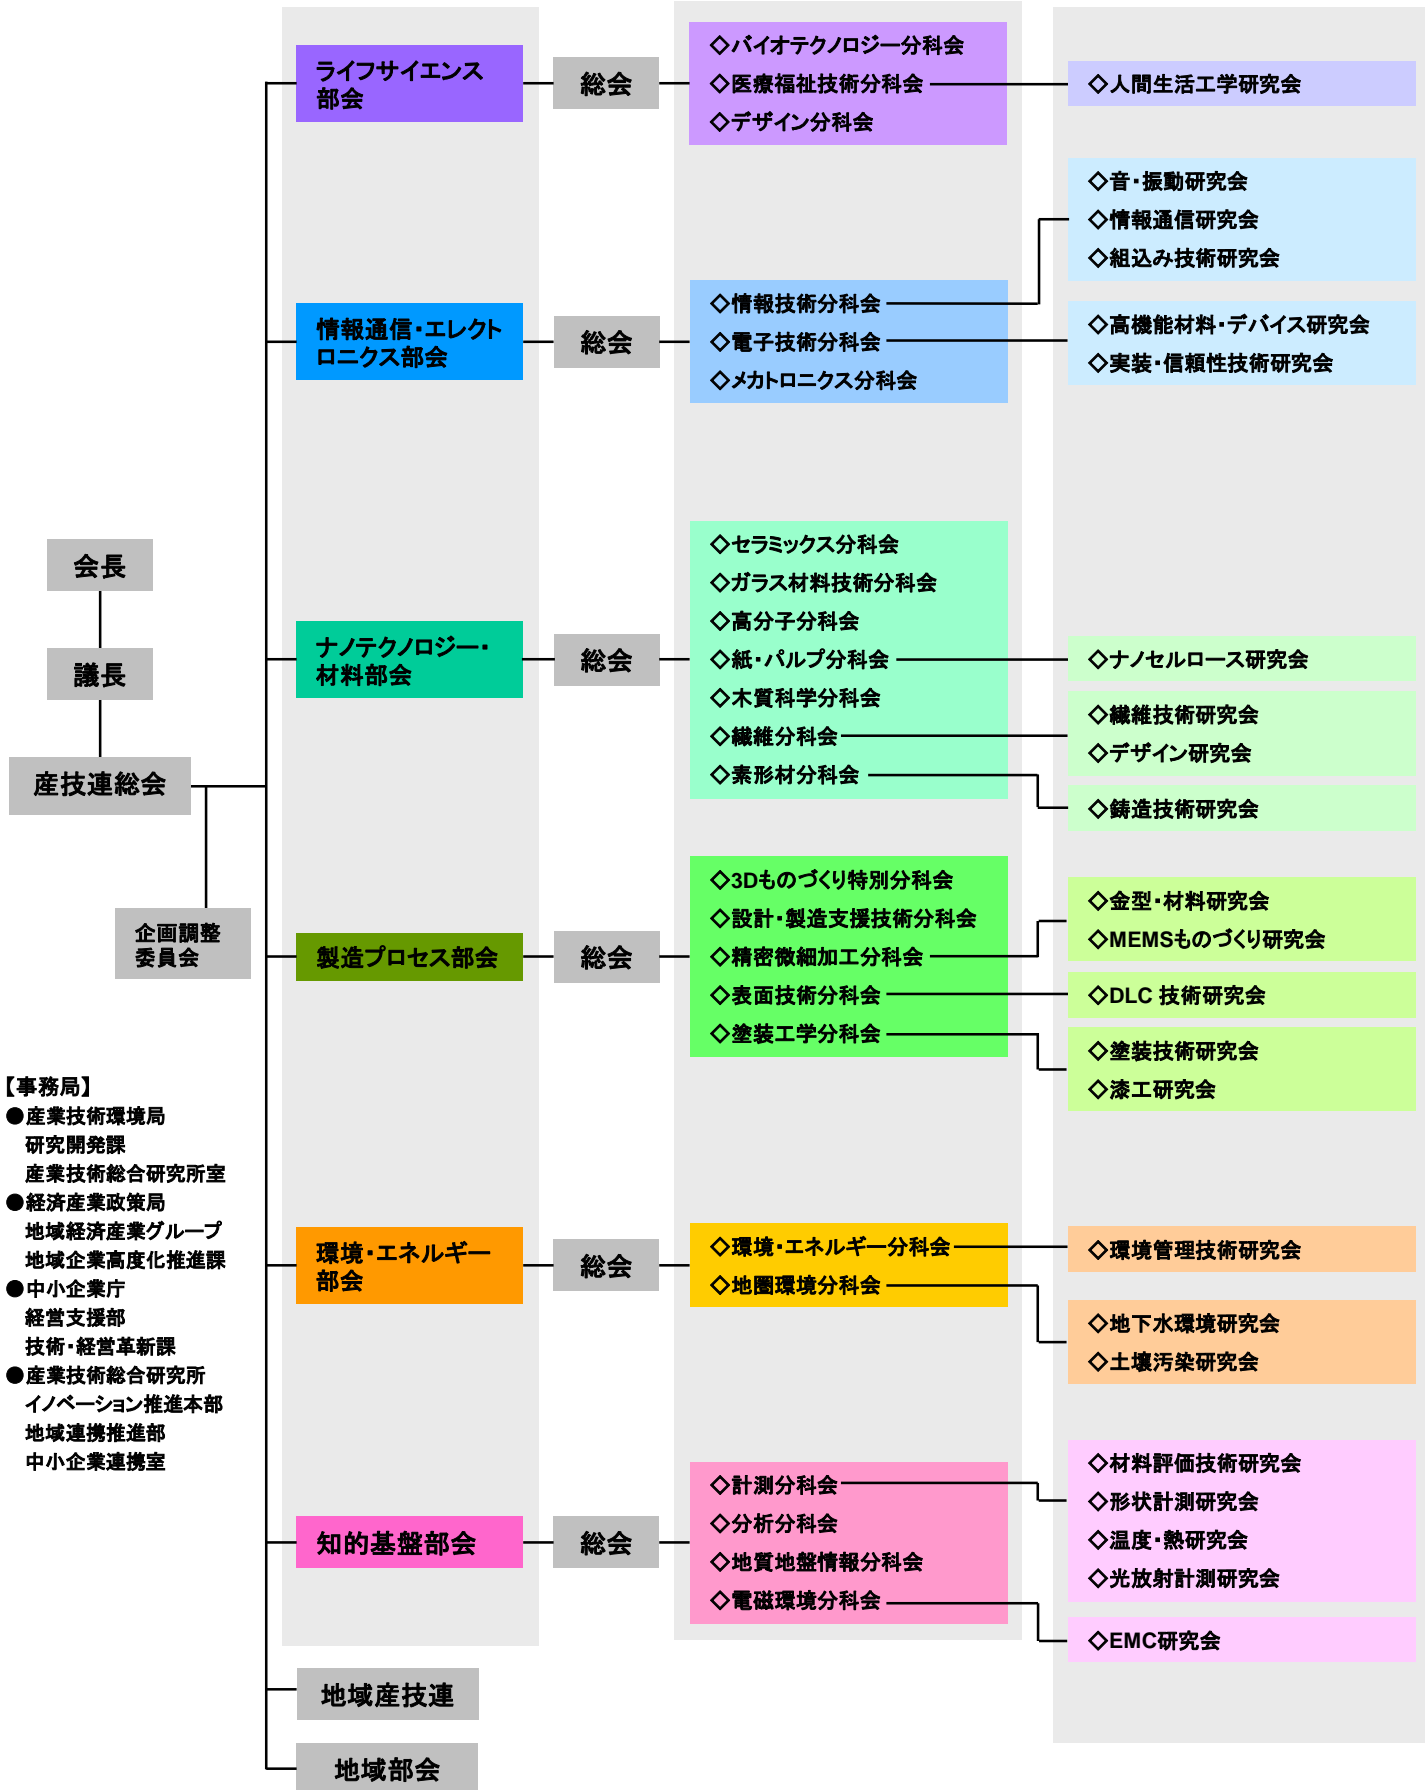 会長
議長
産技連総会
企画調整
委員会
【事務局】
●産業技術環境局
研究開発課
産業技術総合研究所室
●経済産業政策局
地域経済産業グループ
地域企業高度化推進課
●中小企業庁
経営支援部
技術・経営革新課
●産業技術総合研究所
イノベーション推進本部
地域連携推進部
中小企業連携室
ライフサイエンス
部会
総会
◇バイオテクノロジー分科会
◇医療福祉技術分科会
◇デザイン分科会
◇人間生活工学研究会
情報通信・エレクト
ロニクス部会
総会
◇情報技術分科会
◇電子技術分科会
◇メカトロニクス分科会
◇音・振動研究会
◇情報通信研究会
◇組込み技術研究会
◇高機能材料・デバイス研究会
◇実装・信頼性技術研究会
ナノテクノロジー・
材料部会
総会
◇セラミックス分科会
◇ガラス材料技術分科会
◇高分子分科会
◇紙・パルプ分科会
◇木質科学分科会
◇繊維分科会
◇素形材分科会
◇ナノセルロース研究会
◇繊維技術研究会
◇デザイン研究会
◇鋳造技術研究会
製造プロセス部会
総会
◇3Dものづくり特別分科会
◇設計・製造支援技術分科会
◇精密微細加工分科会
◇表面技術分科会
◇塗装工学分科会
◇金型・材料研究会
◇MEMSものづくり研究会
◇DLC 技術研究会
◇塗装技術研究会
◇漆工研究会
環境・エネルギー
部会
総会
◇環境・エネルギー分科会
◇地圏環境分科会
◇環境管理技術研究会
◇地下水環境研究会
◇土壌汚染研究会
知的基盤部会
総会
◇計測分科会
◇分析分科会
◇地質地盤情報分科会
◇電磁環境分科会
◇材料評価技術研究会
◇形状計測研究会
◇温度・熱研究会
◇光放射計測研究会
◇EMC研究会
地域産技連
地域部会